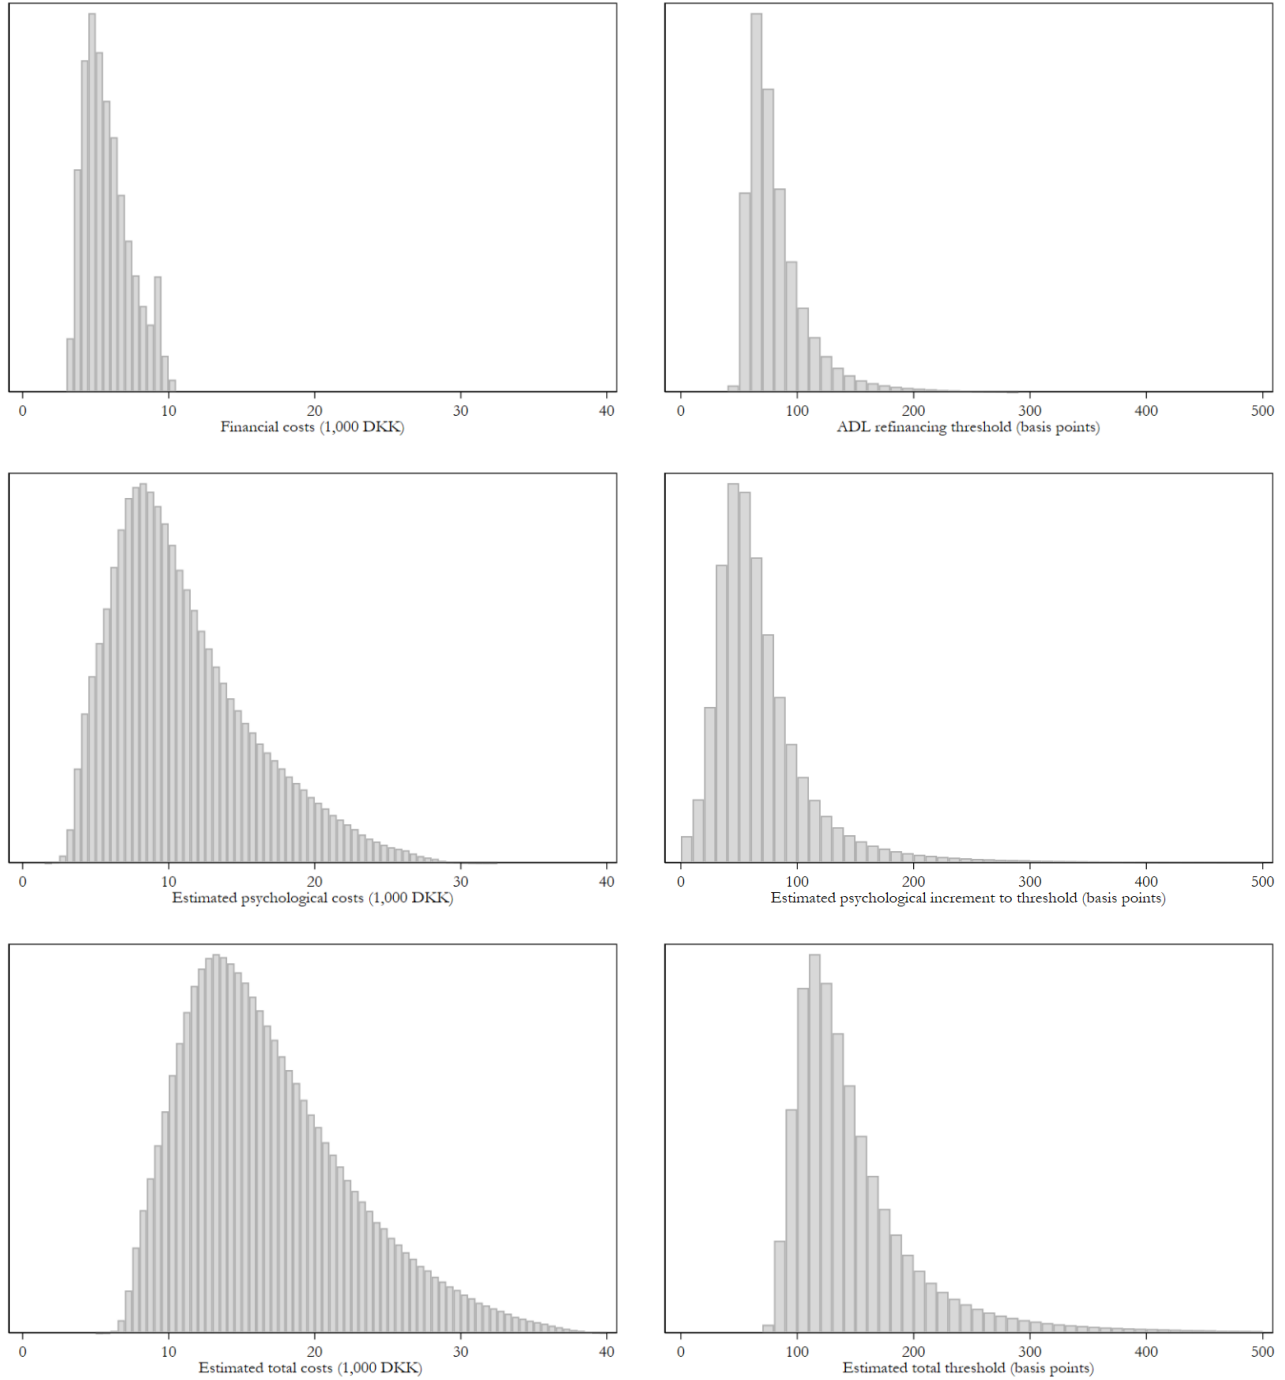 0 10 20 30 40
Financial costs (1,000 DKK)
0 100 200 300 400 500
ADL refinancing threshold (basis points)
0 10 20 30 40
Estimated psychological costs (1,000 DKK)
0 100 200 300 400 500
Estimated psychological increment to threshold (basis points)
0 10 20 30 40
Estimated total costs (1,000 DKK)
0 100 200 300 400 500
Estimated total threshold (basis points)